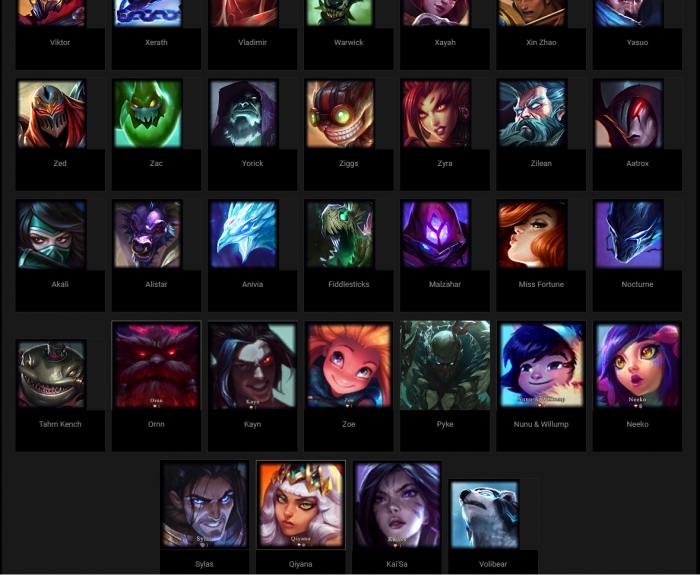 Viktor
Xerath
Vladimir
Warwick
Xayah
Xin Zhao
Yasuo
Zed
Zac
Yorick
Ziggs
Zyra
Zilean
Aatrox
Akali
Alistar
Anivia
Fiddlesticks
Malzahar
Miss Fortune
Nocturne
Ornn
Kayn
Zoe
Nunu & Willump
Neeko
Tahm Kench
Ornn
Kayn
Zoe
Pyke
Nunu & Willump
Neeko
Sylas
Qiyana
Kai'Sa
Sylas
Qiyana
Kai'Sa
Volibear